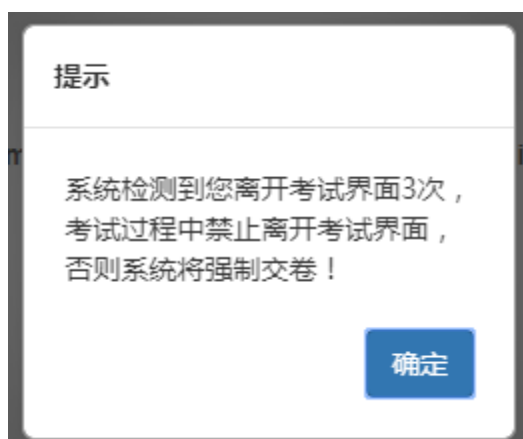 提示
系统检测到您离开考试界面3次，
考试过程中禁止离开考试界面，
否则系统将强制交卷！
确定